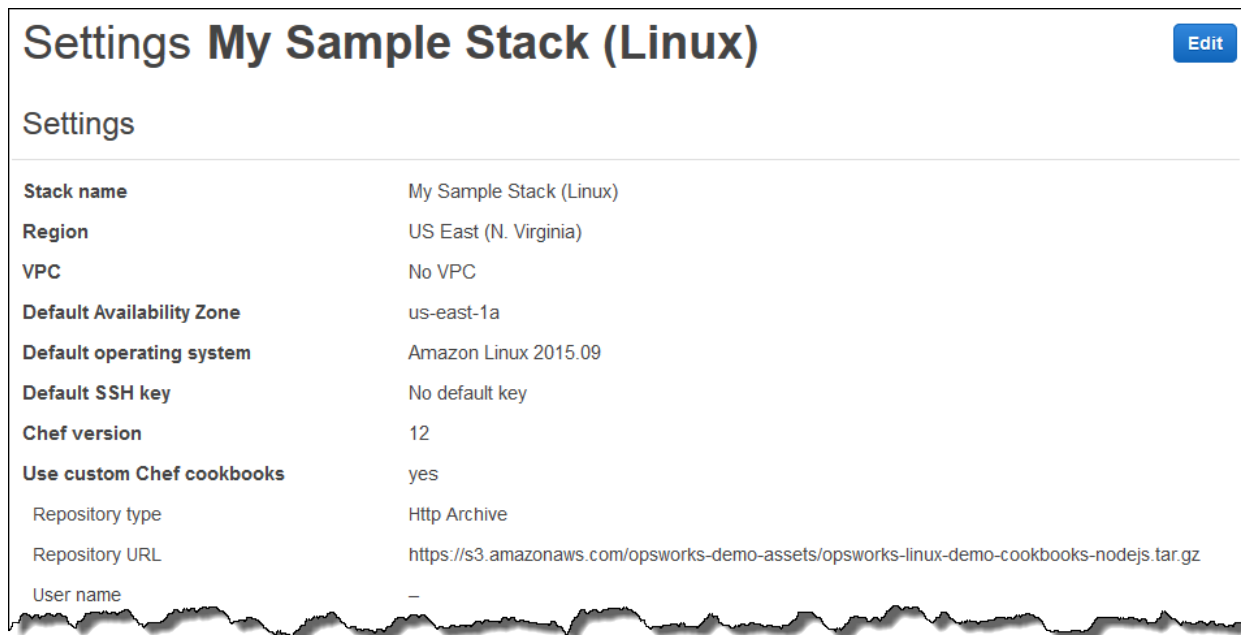 Settings My Sample Stack (Linux)
Edit
Settings
Stack name My Sample Stack (Linux)
Region US East (N. Virginia)
VPC No VPC
Default Availability Zone us-east-1a
Default operating system Amazon Linux 2015.09
Default SSH key No default key
Chef version 12
Use custom Chef cookbooks yes
Repository type Http Archive
Repository URL https://s3.amazonaws.com/opsworks-demo-assets/opsworks-linux-demo-cookbooks-nodejs.tar.gz
User name –